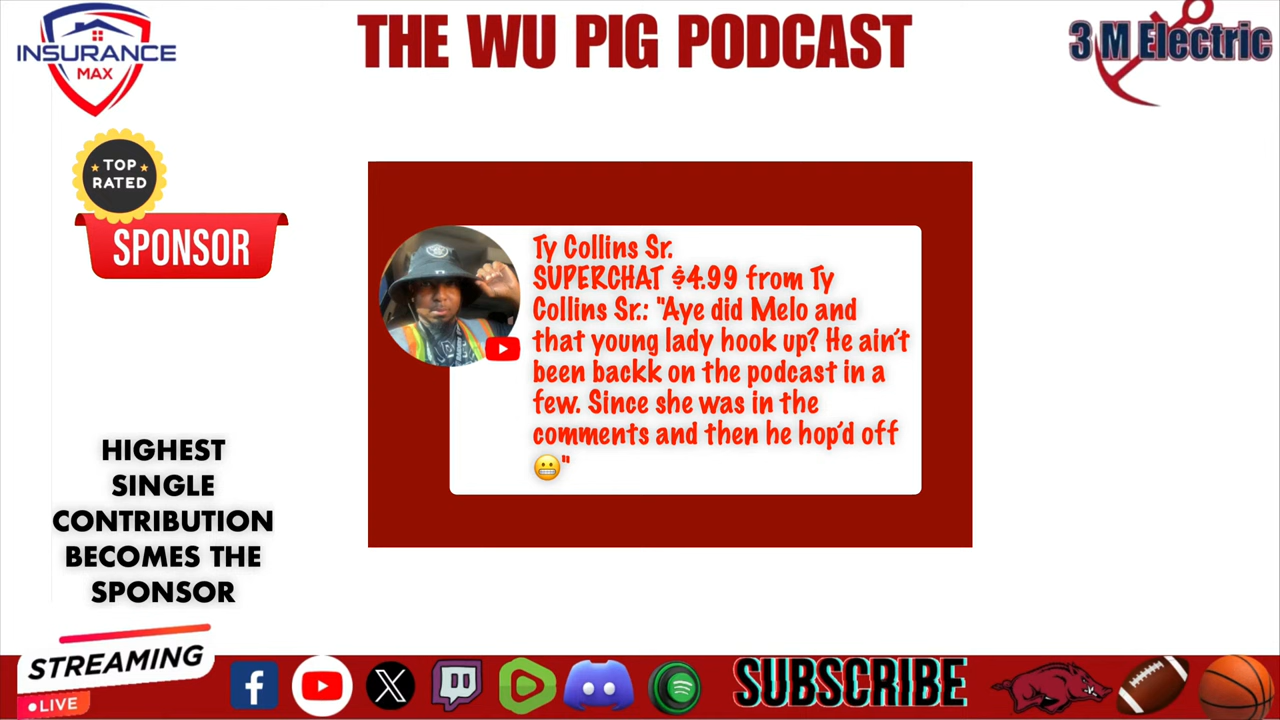 INSURANCE
MAX
THE WU PIG PODCAST
3 M Electric
TOP
RATED
SPONSOR
Ty Collins Sr.
SUPERCHAT $4.99 from Ty
Collins Sr.: "Aye did Melo and
that young lady hook up? He ain't
been backk on the podcast in a
few. Since she was in the
comments and then he hop'd off
😬"
HIGHEST
SINGLE
CONTRIBUTION
BECOMES THE
SPONSOR
STREAMING
LIVE
SUBSCRIBE